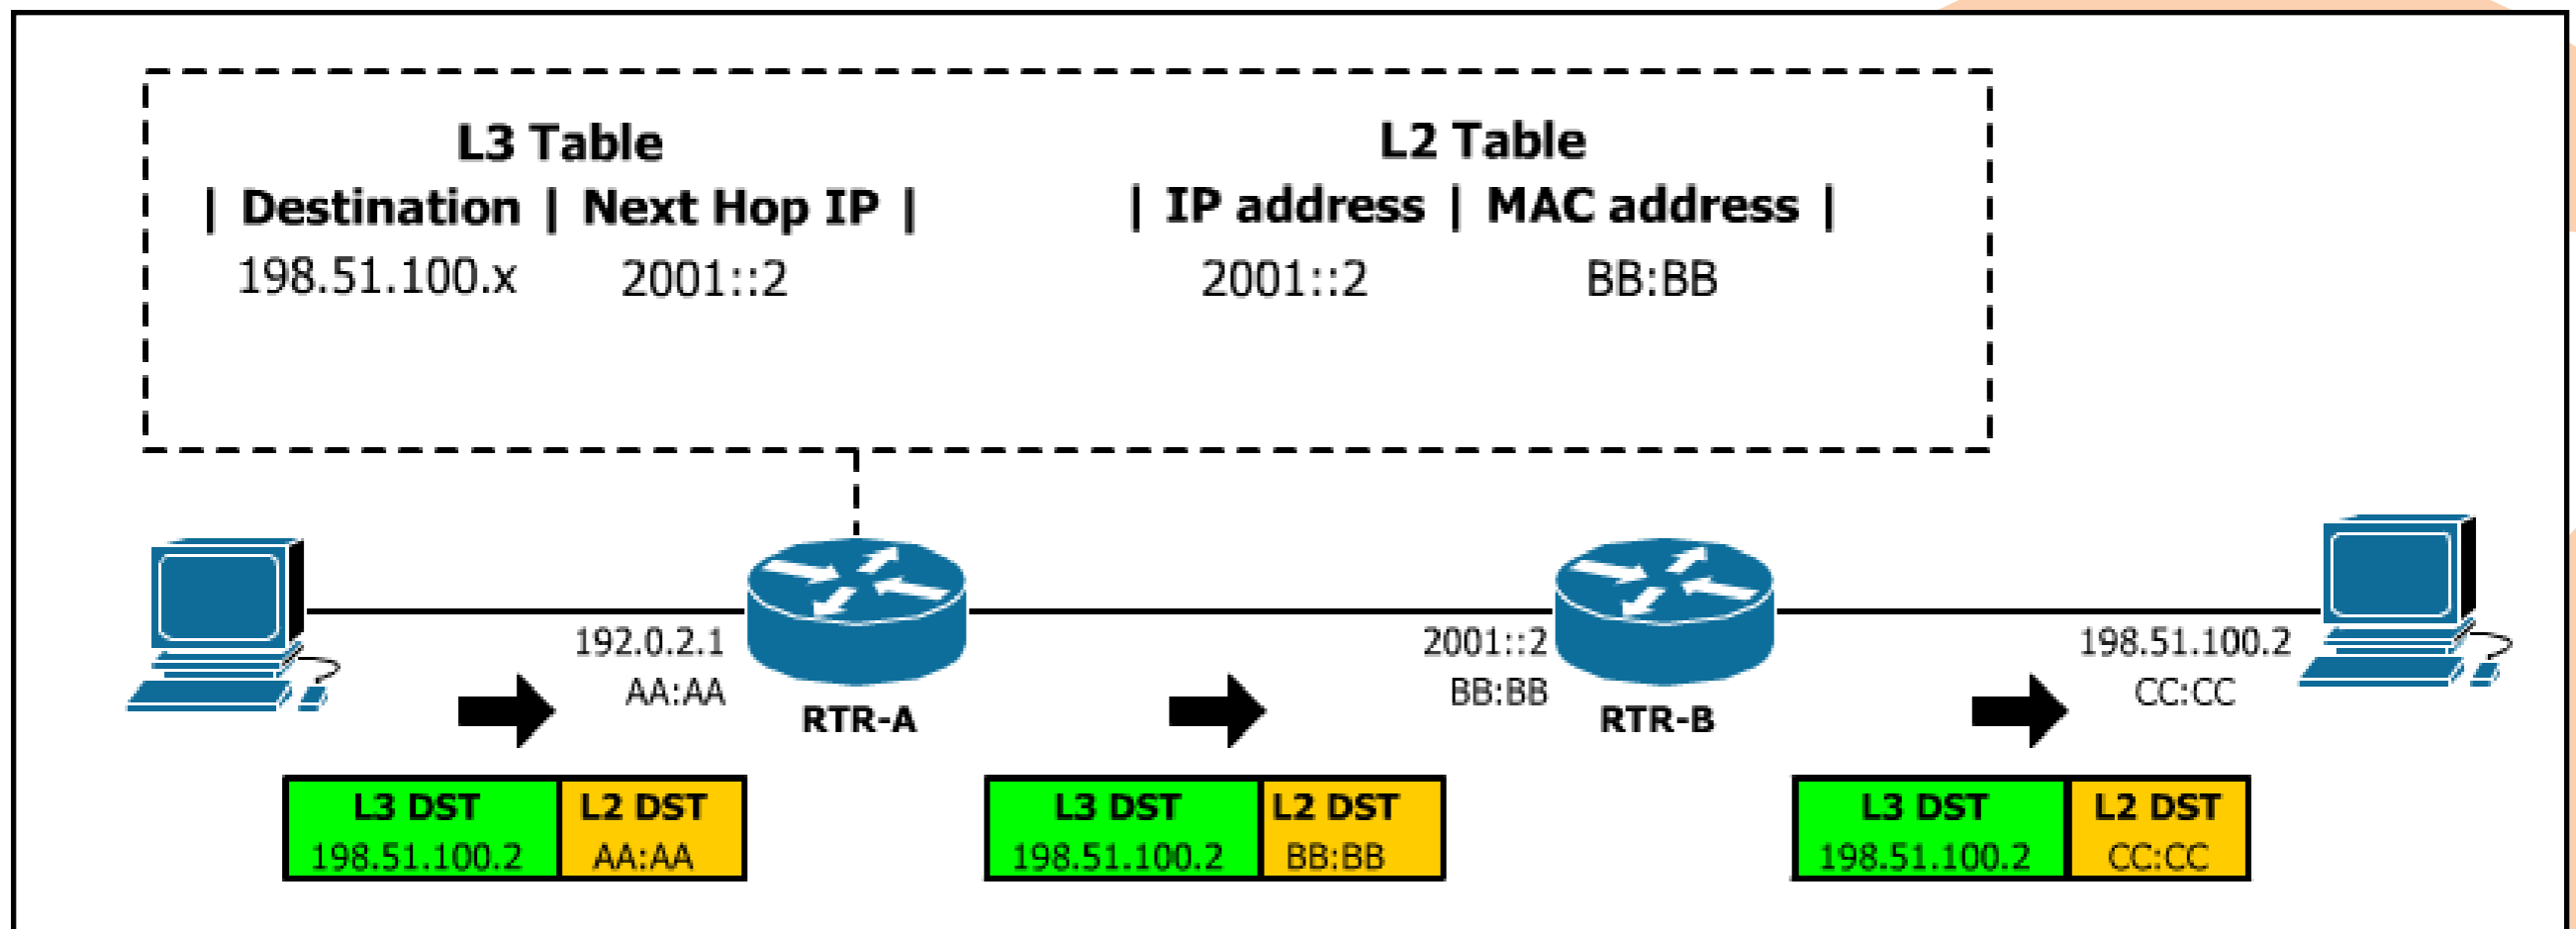 L3 Table
| Destination | Next Hop IP |
198.51.100.x 2001::2
L2 Table
| IP address | MAC address |
2001::2 BB:BB
192.0.2.1
AA:AA
RTR-A
2001::2
BB:BB
RTR-B
198.51.100.2
CC:CC
L3 DST
198.51.100.2
L2 DST
AA:AA
L3 DST
198.51.100.2
L2 DST
BB:BB
L3 DST
198.51.100.2
L2 DST
CC:CC